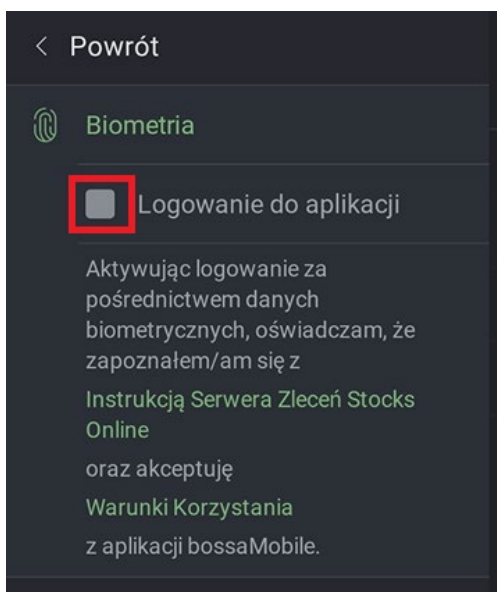 Powrót
Biometria
Logowanie do aplikacji
Aktywując logowanie za
pośrednictwem danych
biometrycznych, oświadczam, że
zapoznałem/am się z
Instrukcją Serwera Zleceń Stocks
Online
oraz akceptuję
Warunki Korzystania
z aplikacji bossaMobile.